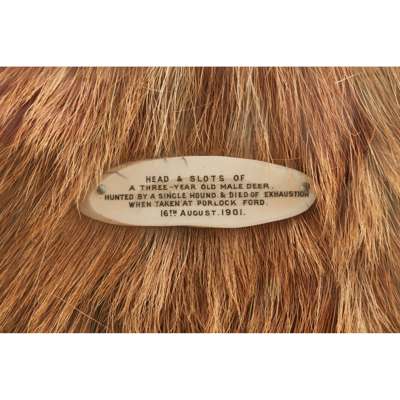 HEAD & SLOTS OF
A THREE-YEAR OLD MALE DEER,
HUNTED BY A SINGLE HOUND & DIED OF EXHAUSTION
WHEN TAKEN AT PORLOCK FORD.
16TH AUGUST. 1901.